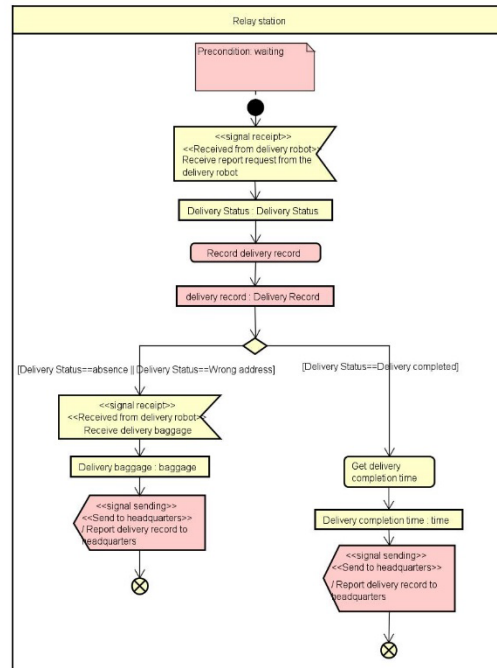 Relay station
Precondition: waiting
<<signal receipt>>
<<Received from delivery robot>>
Receive report request from the
delivery robot
Delivery Status : Delivery Status
Record delivery record
delivery record : Delivery Record
[Delivery Status==absence || Delivery Status==Wrong address]
[Delivery Status==Delivery completed]
<<signal receipt>>
<<Received from delivery robot>>
Receive delivery baggage
Delivery baggage : baggage
<<signal sending>>
<<Send to headquarters>>
/ Report delivery record to
headquarters
Get delivery
completion time
Delivery completion time : time
<<signal sending>>
<<Send to headquarters>>
/ Report delivery record to
headquarters